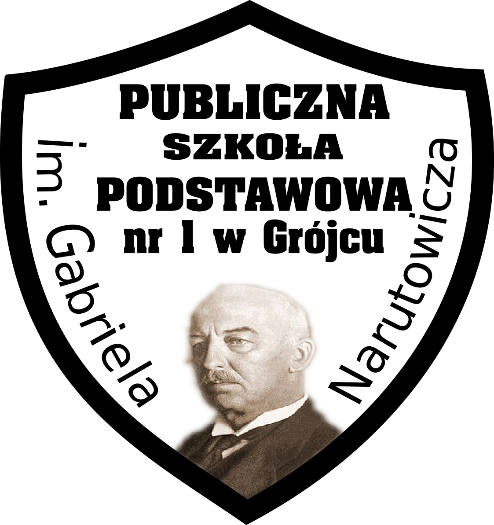 PUBLICZNA
SZKOŁA
PODSTAWOWA
nr 1 w Grójcu
im. Gabriela
Narutowicza